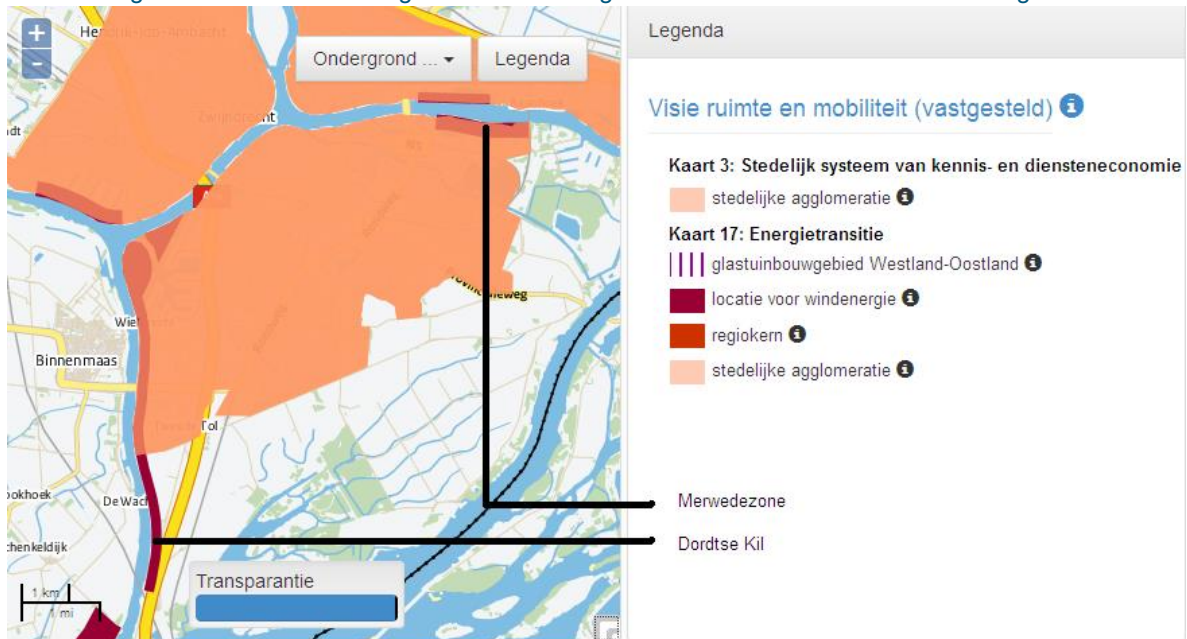 +
-
Ondergrond ...
Legenda
Zwijndrecht
Binnenmaas
Tol
De Wacht
1 km
1 mi
Transparantie
Legenda
Visie ruimte en mobiliteit (vastgesteld)
Kaart 3: Stedelijk systeem van kennis- en diensteneconomie
stedelijke agglomeratie
Kaart 17: Energietransitie
glastuinbouwgebied Westland-Oostland
locatie voor windenergie
regiokern
stedelijke agglomeratie
Merwedezone
Dordtse Kil